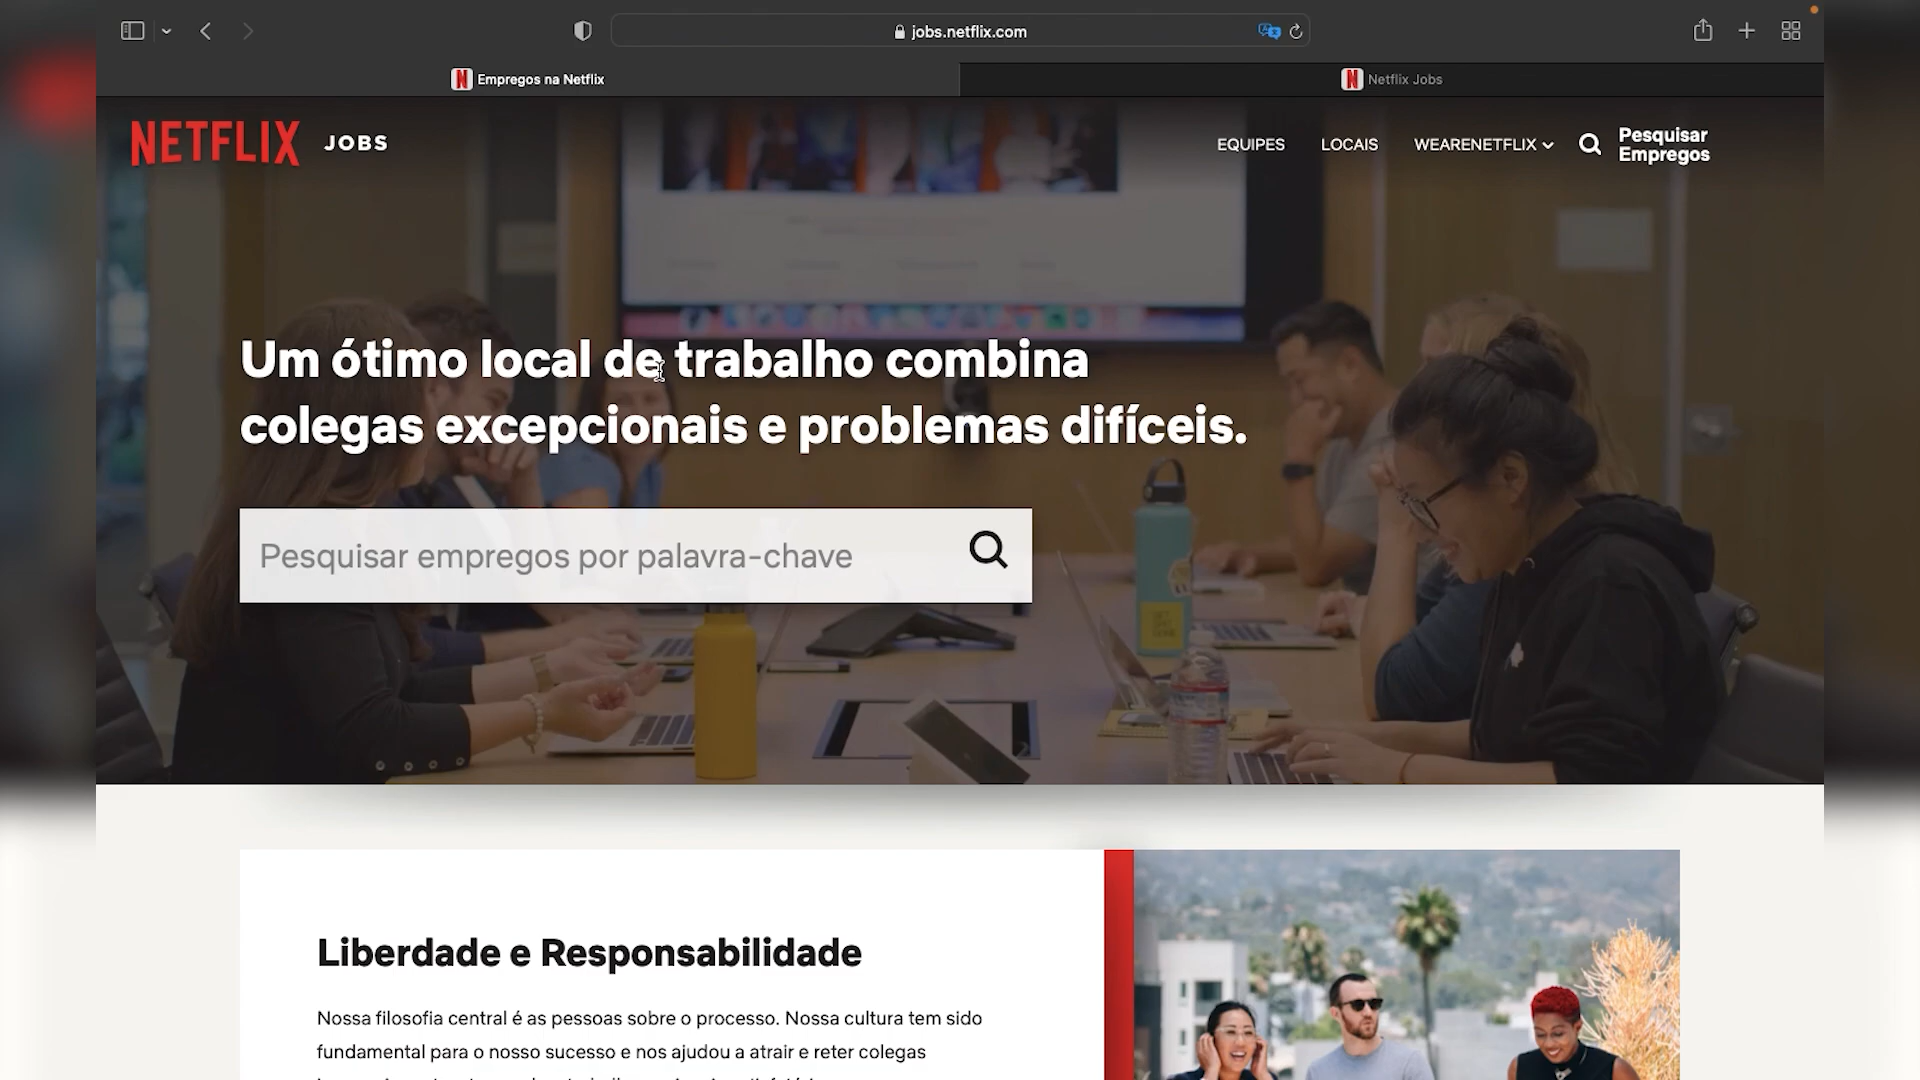 jobs.netflix.com
Empregos na Netflix
Netflix Jobs
NETFLIX JOBS
EQUIPES
LOCAIS
WEARENETFLIX
Pesquisar
Empregos
Um ótimo local de trabalho combina
colegas excepcionais e problemas difíceis.
Pesquisar empregos por palavra-chave
Liberdade e Responsabilidade
Nossa filosofia central é as pessoas sobre o processo. Nossa cultura tem sido
fundamental para o nosso sucesso e nos ajudou a atrair e reter colegas